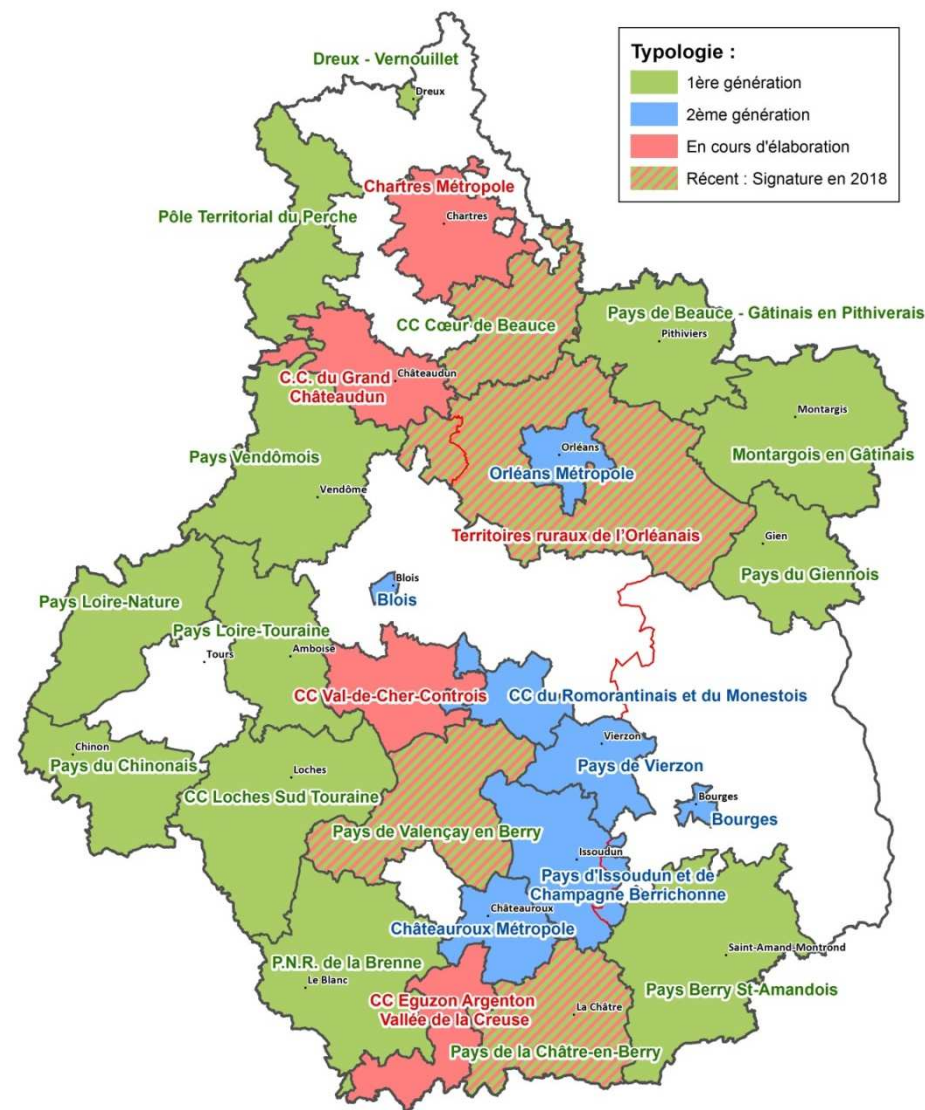 Typologie :
1ère génération
2ème génération
En cours d'élaboration
Récent : Signature en 2018
Dreux - Vernouillet
Dreux
Chartres Métropole
Chartres
Pôle Territorial du Perche
CC Cœur de Beauce
Pays de Beauce - Gâtinais en Pithiverais
Pithiviers
C.C. du Grand
Châteaudun
Châteaudun
Montargis
Montargois en Gâtinais
Pays Vendômois
Vendôme
Orléans
Orléans Métropole
Territoires ruraux de l'Orléanais
Gien
Pays du Giennois
Blois
Blois
Pays Loire-Nature
Pays Loire-Touraine
Tours
Amboise
CC Val-de-Cher-Controis
CC du Romorantinais et du Monestois
Vierzon
Pays de Vierzon
Chinon
Pays du Chinonais
Loches
CC Loches Sud Touraine
Bourges
Bourges
Pays de Valençay en Berry
Issoudun
Pays d'Issoudun et de
Champagne Berrichonne
Châteauroux
Châteauroux Métropole
P.N.R. de la Brenne
Le Blanc
Saint-Amand-Montrond
Pays Berry St-Amandois
CC Eguzon Argenton
Vallée de la Creuse
La Châtre
Pays de la Châtre-en-Berry